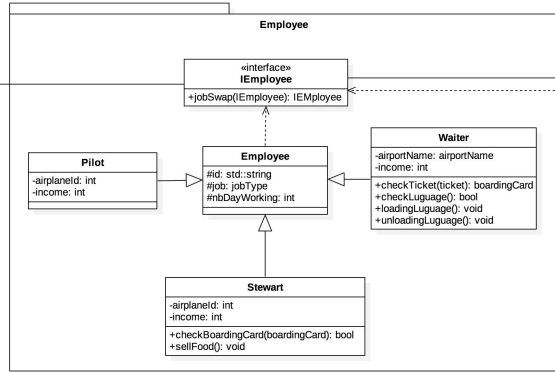 Employee
«interface»
IEmployee
+jobSwap(IEmployee): IEMployee
Pilot
-airplaneId: int
-income: int
Employee
#id: std::string
#job: jobType
#nbDayWorking: int
Waiter
-airportName: airportName
-income: int
+checkTicket(ticket): boardingCard
+checkLuguage(): bool
+loadingLuguage(): void
+unloadingLuguage(): void
Stewart
-airplaneId: int
-income: int
+checkBoardingCard(boardingCard): bool
+sellFood(): void